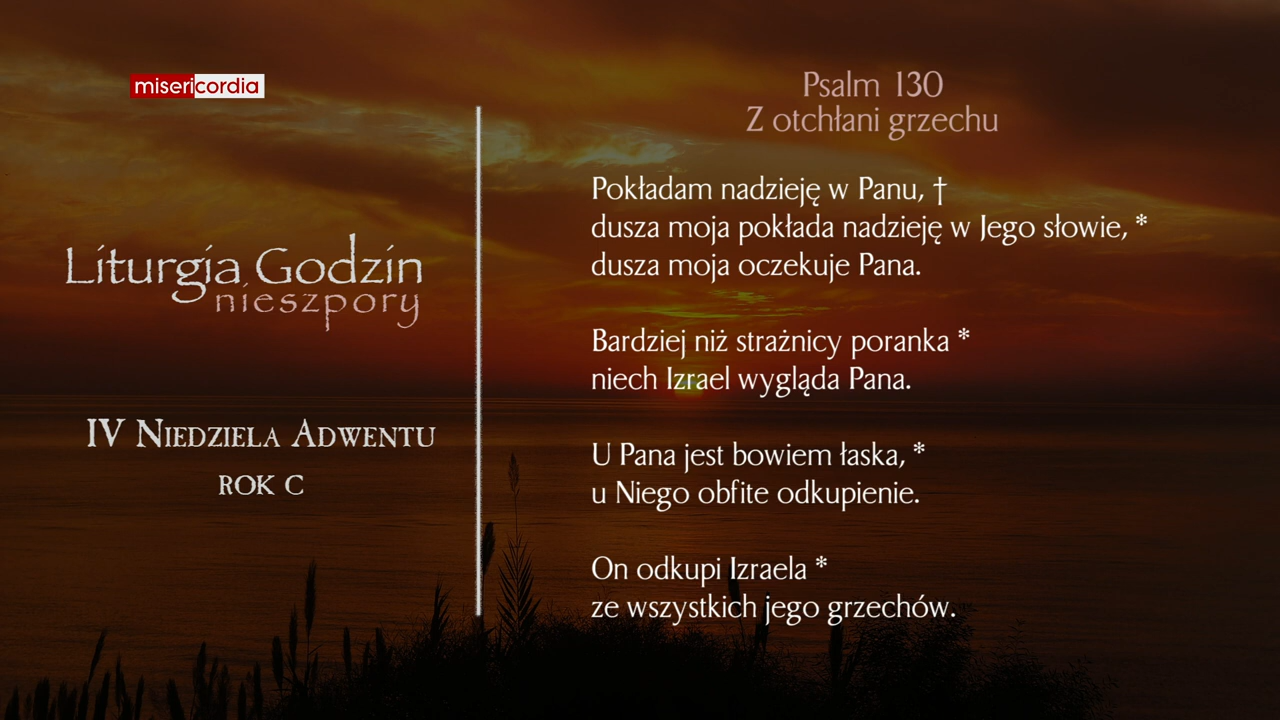 misericordia
Liturgia Godzin
nieszpory
IV Niedziela Adwentu
rok C
Psalm 130
Z otchłani grzechu
Pokładam nadzieję w Panu, †
dusza moja pokłada nadzieję w Jego słowie, *
dusza moja oczekuje Pana.
Bardziej niż strażnicy poranka *
niech Izrael wygląda Pana.
U Pana jest bowiem łaska, *
u Niego obfite odkupienie.
On odkupi Izraela *
ze wszystkich jego grzechów.